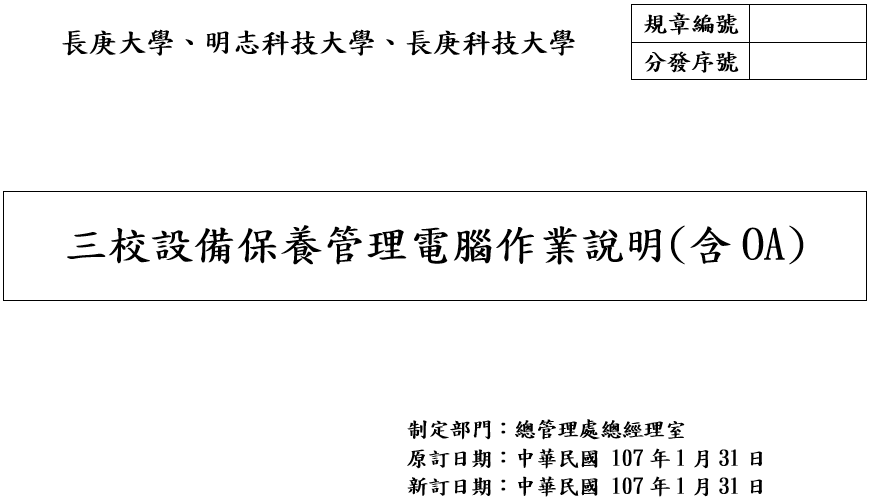 長庚大學、明志科技大學、長庚科技大學
規章編號
分發序號
三校設備保養管理電腦作業說明(含 OA)
制定部門：總管理處總經理室
原訂日期：中華民國 107 年 1 月 31 日
新訂日期：中華民國 107 年 1 月 31 日